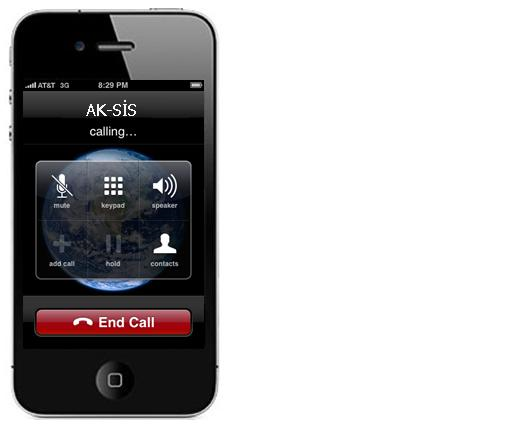 AT&T 3G 8:29 PM
AK-SİS
calling...
mute keypad speaker
add call hold contacts
End Call